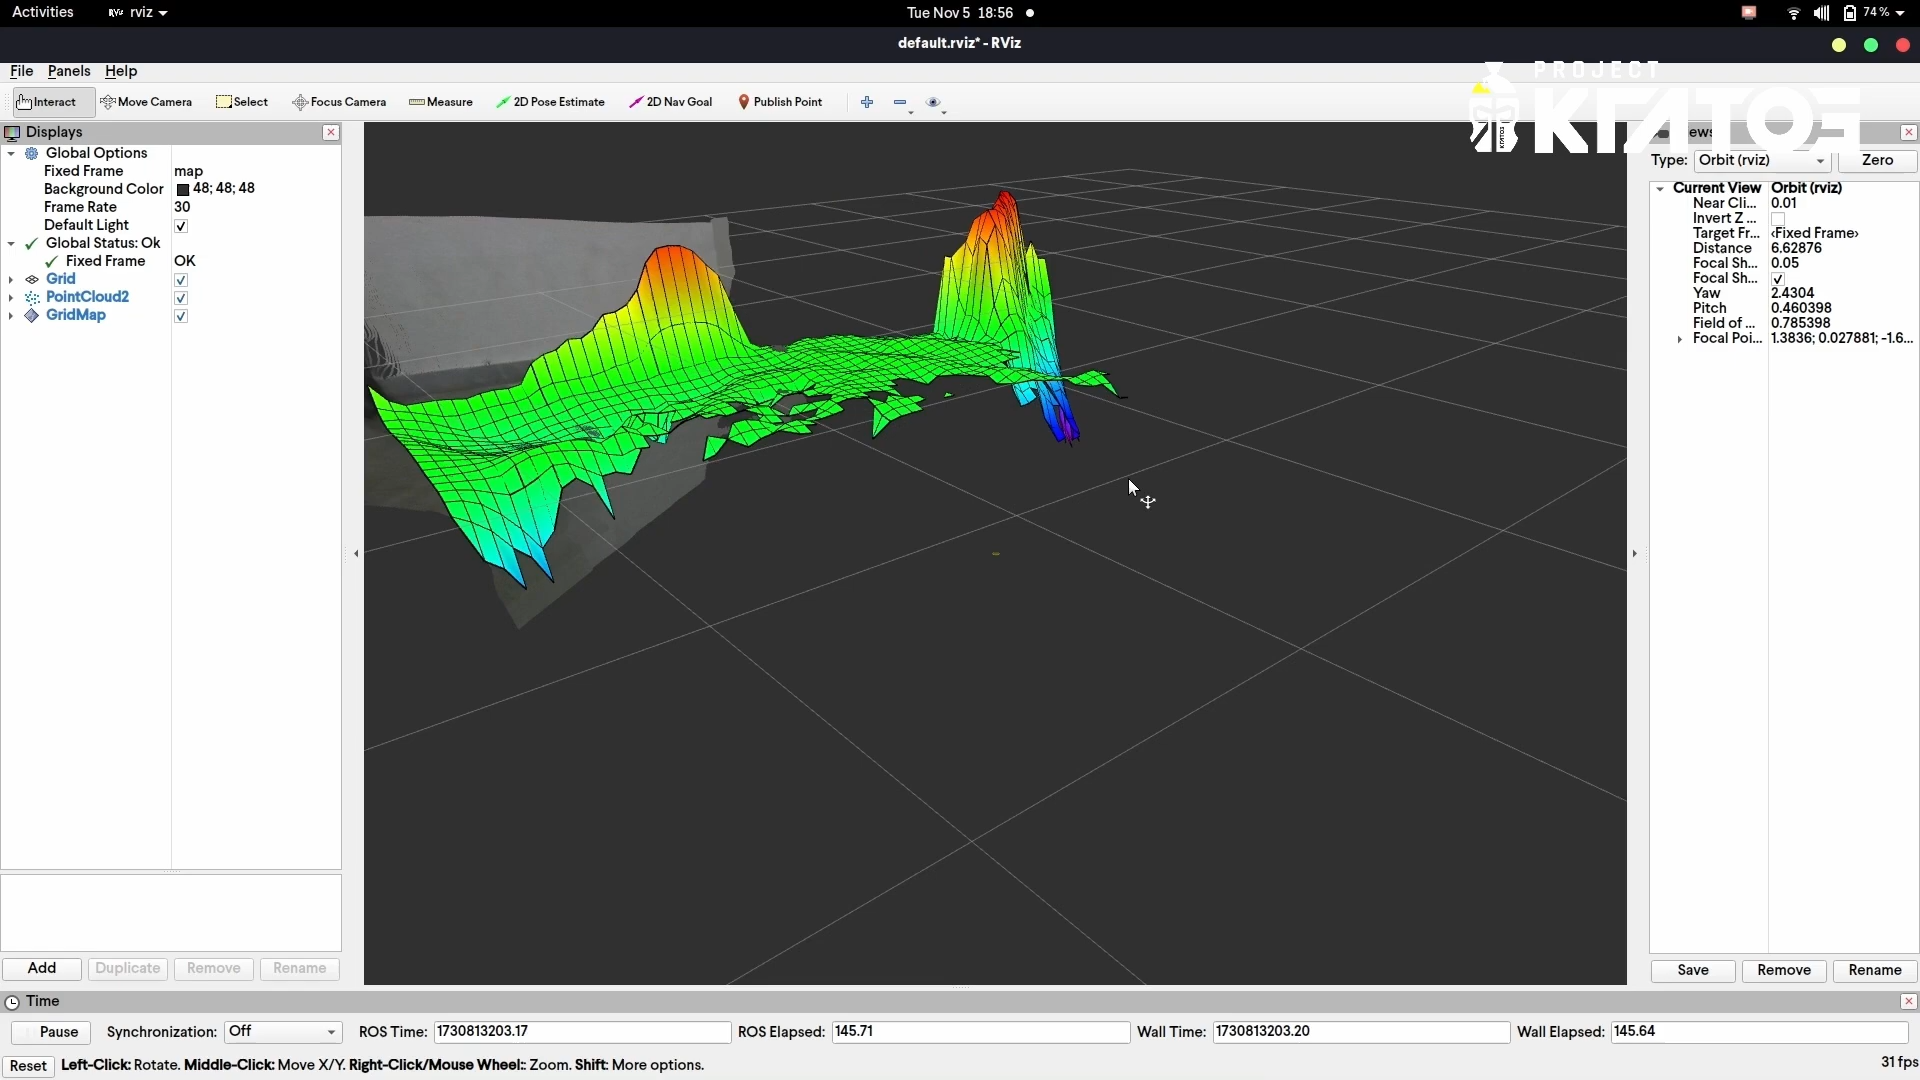 Activities rviz Tue Nov 5 18:56 74 %
default.rviz* - RViz
File Panels Help
PROJECT
KRATOS
Interact Move Camera Select Focus Camera Measure 2D Pose Estimate 2D Nav Goal Publish Point
Displays
Global Options
Fixed Frame map
Background Color 48; 48; 48
Frame Rate 30
Default Light
Global Status: Ok
Fixed Frame OK
Grid
PointCloud2
GridMap
Add Duplicate Remove Rename
Type: Orbit (rviz) Zero
Current View Orbit (rviz)
Near Cli... 0.01
Invert Z ...
Target Fr... <Fixed Frame>
Distance 6.62876
Focal Sh... 0.05
Focal Sh...
Yaw 2.4304
Pitch 0.460398
Field of ... 0.785398
Focal Poi... 1.3836; 0.027881; -1.6...
Save Remove Rename
Time
Pause Synchronization: Off ROS Time: 1730813203.17 ROS Elapsed: 145.71 Wall Time: 1730813203.20 Wall Elapsed: 145.64
Reset Left-Click: Rotate. Middle-Click: Move X/Y. Right-Click/Mouse Wheel:: Zoom. Shift: More options. 31 fps